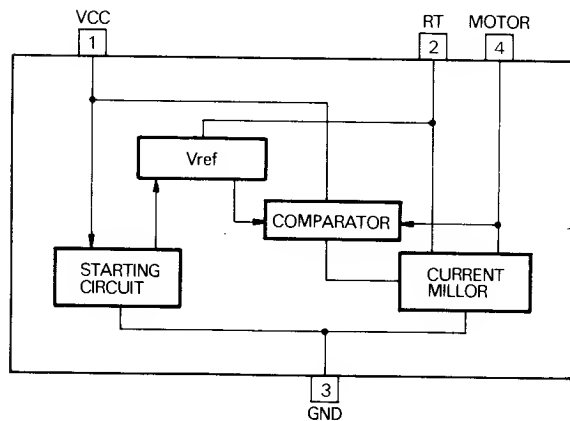 VCC
1
RT
2
MOTOR
4
Vref
COMPARATOR
STARTING
CIRCUIT
CURRENT
MILLOR
3
GND